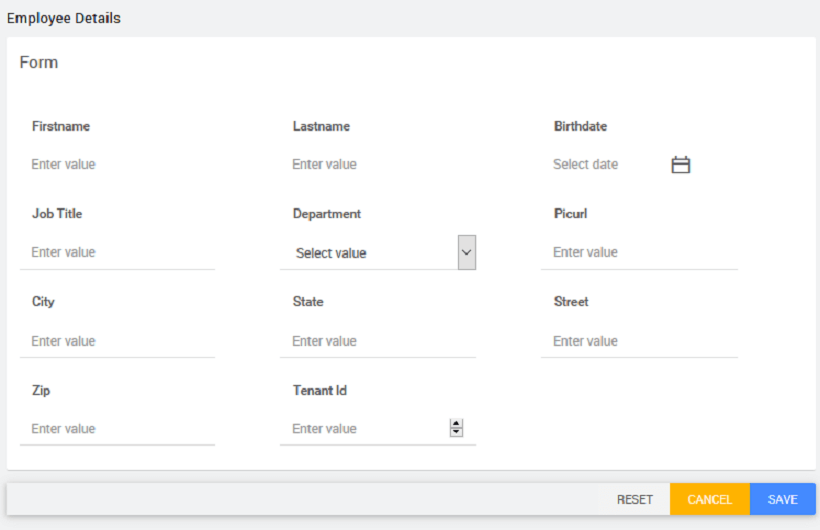 Employee Details
Form
Firstname Lastname Birthdate
Enter value Enter value Select date
Job Title Department Picurl
Enter value Select value Enter value
City State Street
Enter value Enter value Enter value
Zip Tenant Id
Enter value Enter value
RESET CANCEL SAVE